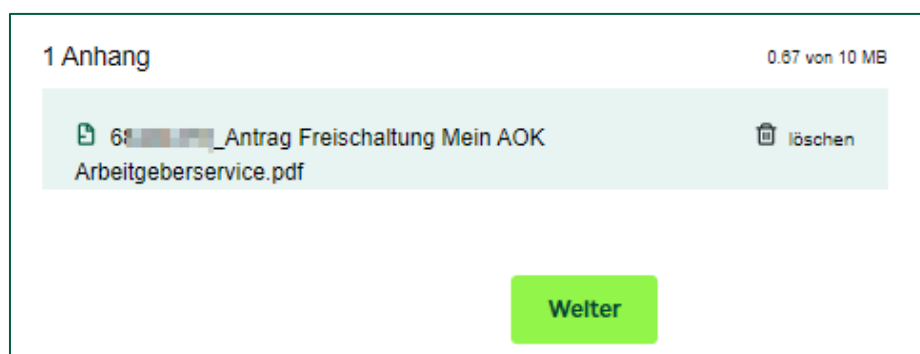 1 Anhang
0.67 von 10 MB
_Antrag Freischaltung Mein AOK
löschen
Arbeitgeberservice.pdf
Weiter